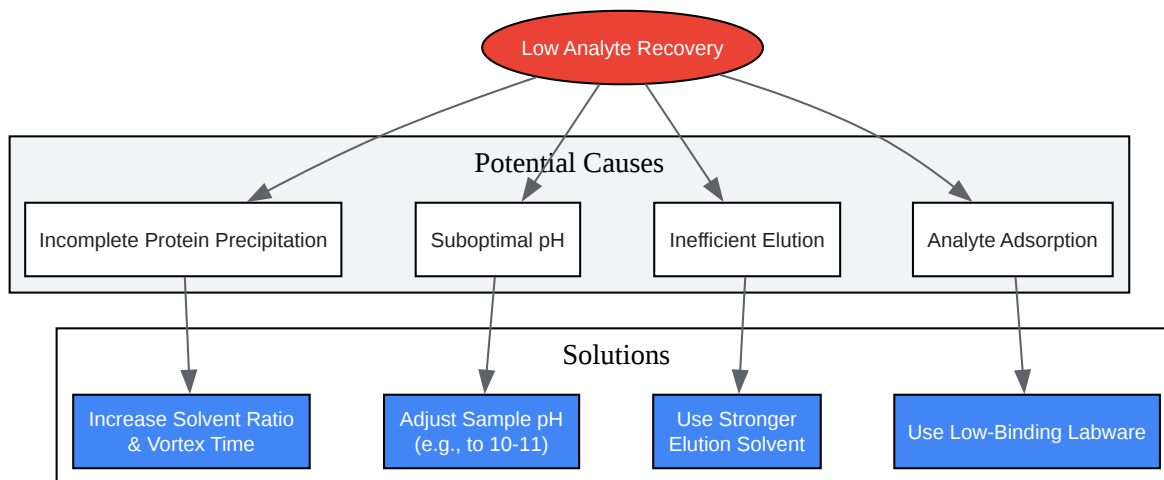 Low Analyte Recovery
Potential Causes
Incomplete Protein Precipitation
Suboptimal pH
Inefficient Elution
Analyte Adsorption
Solutions
Increase Solvent Ratio
& Vortex Time
Adjust Sample pH
(e.g., to 10-11)
Use Stronger
Elution Solvent
Use Low-Binding Labware